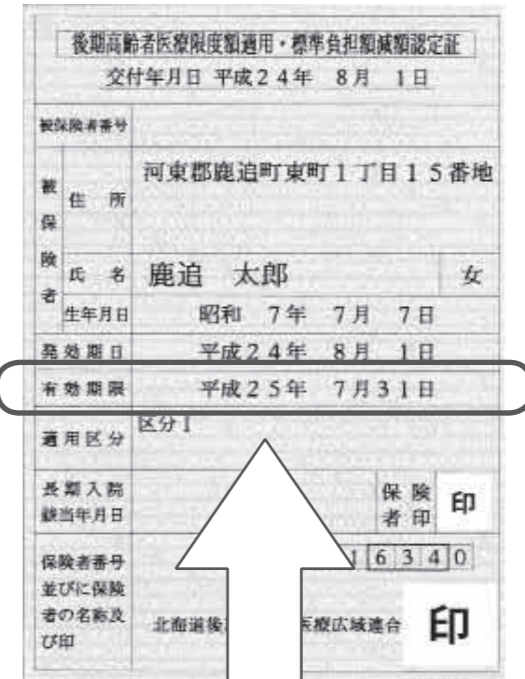 後期高齢者医療限度額適用・標準負担額減額認定証
交付年月日 平成24年 8月 1日
被保険者番号
被保険者
住所
河東郡鹿追町東町1丁目15番地
氏名
鹿追 太郎
女
生年月日
昭和 7年 7月 7日
発効期日
平成24年 8月 1日
有効期限
平成25年 7月31日
適用区分
区分I
長期入院
該当年月日
保険
者印
印
保険者番号
並びに保険
者の名称及
び印
16340
北海道後
医療広域連合
印